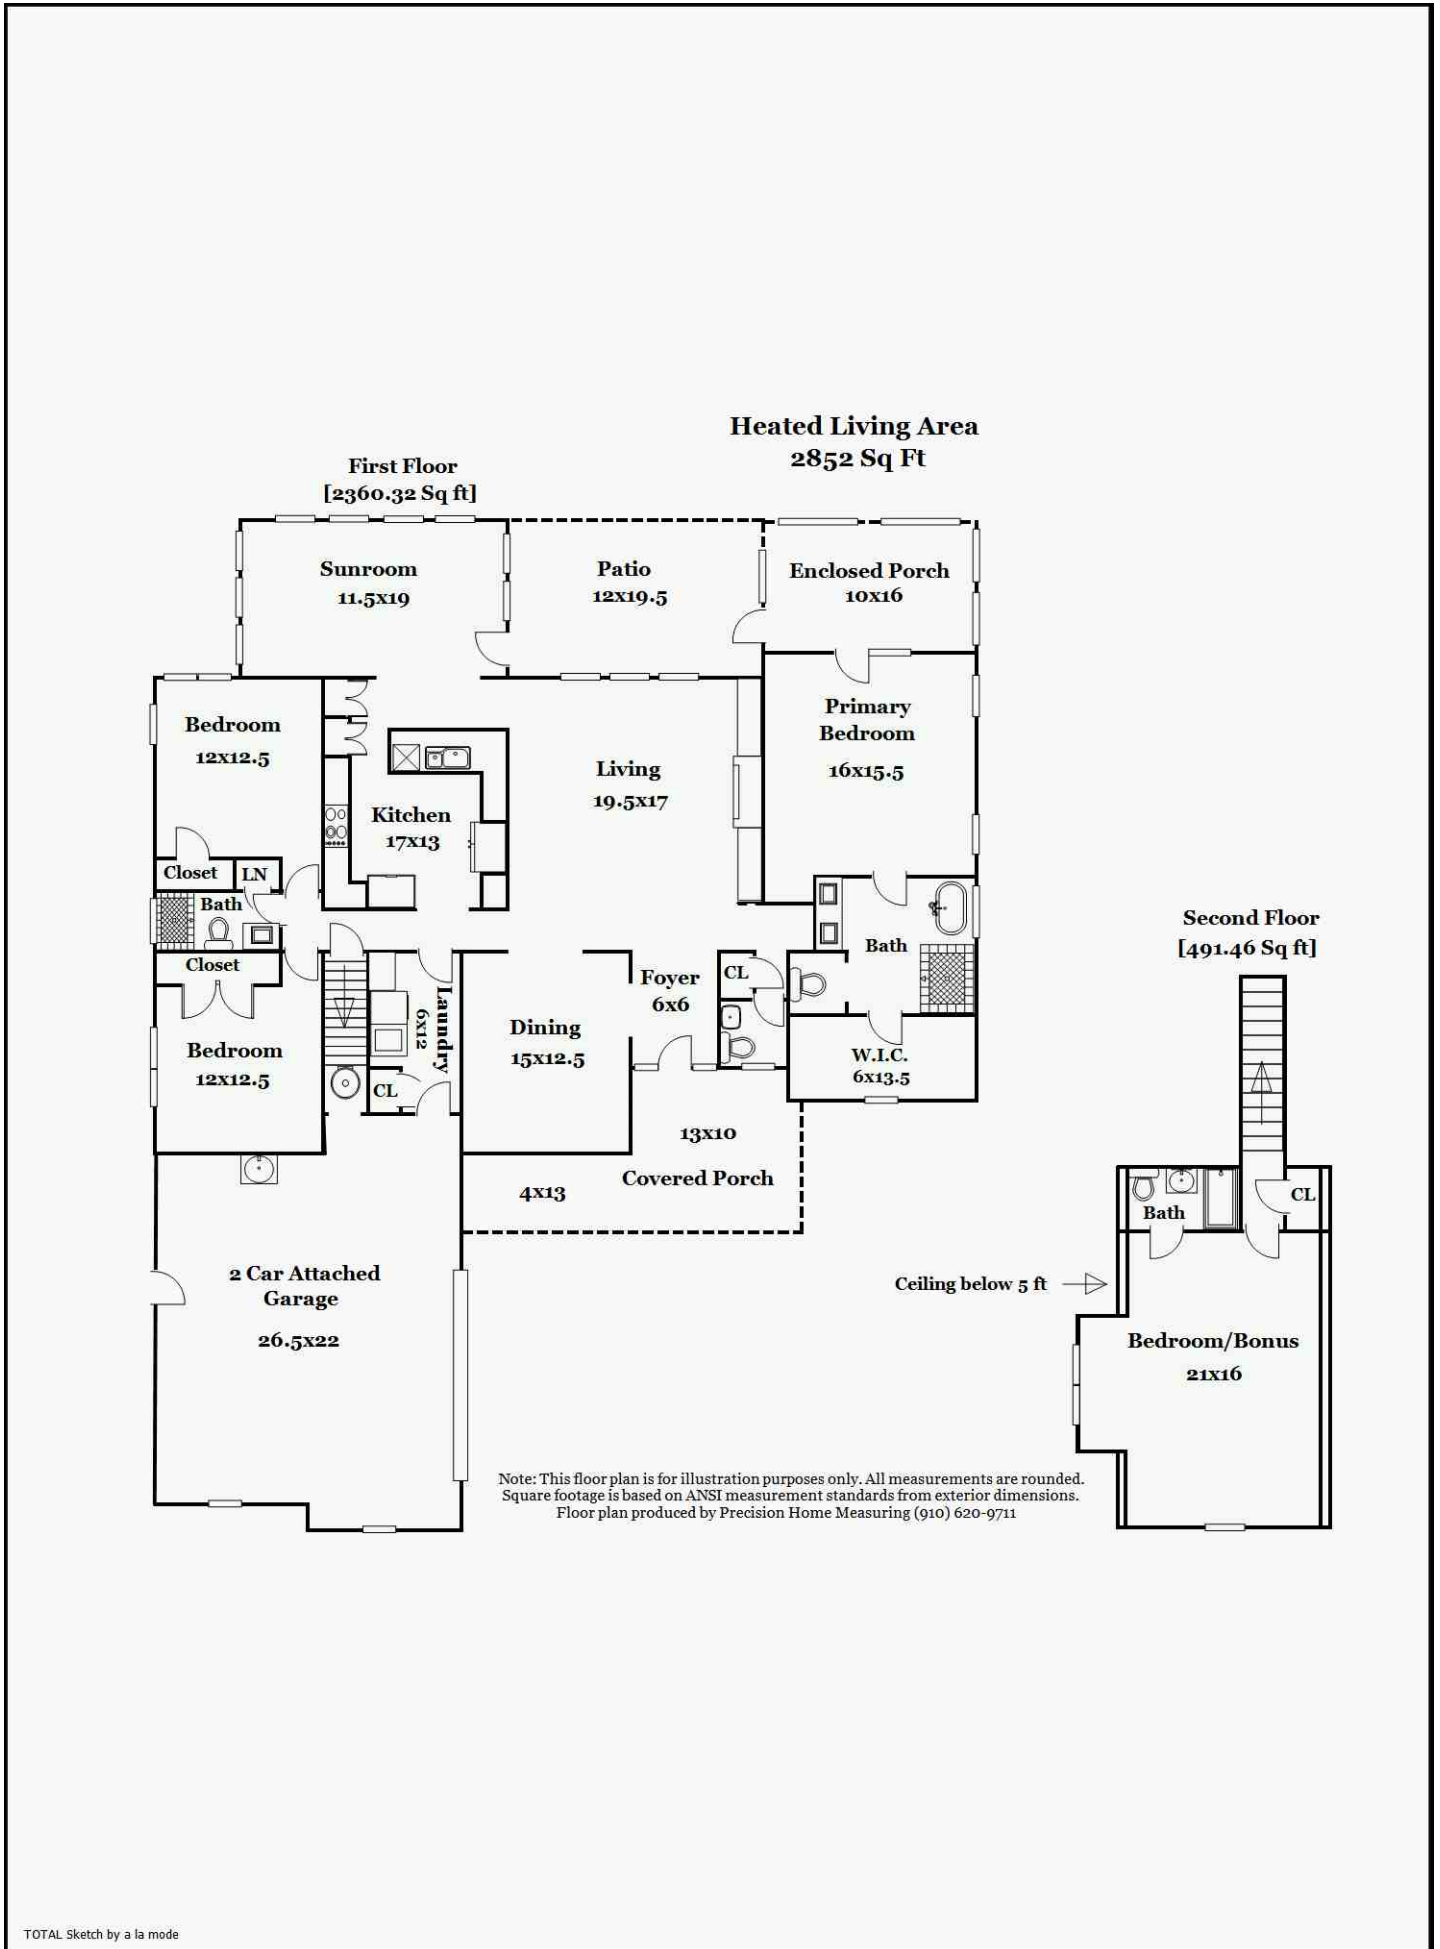 Heated Living Area
2852 Sq Ft
First Floor
[2360.32 Sq ft]
Sunroom
11.5x19
Patio
12x19.5
Enclosed Porch
10x16
Bedroom
12x12.5
Primary
Bedroom
16x15.5
Living
19.5x17
Kitchen
17x13
Closet
LN
Bath
Closet
Bedroom
12x12.5
Laundry
6x12
CL
Dining
15x12.5
Foyer
6x6
CL
Bath
W.I.C.
6x13.5
13x10
Covered Porch
4x13
2 Car Attached
Garage
26.5x22
Second Floor
[491.46 Sq ft]
CL
Bath
Ceiling below 5 ft
Bedroom/Bonus
21x16
Note: This floor plan is for illustration purposes only. All measurements are rounded.
Square footage is based on ANSI measurement standards from exterior dimensions.
Floor plan produced by Precision Home Measuring (910) 620-9711
TOTAL Sketch by a la mode